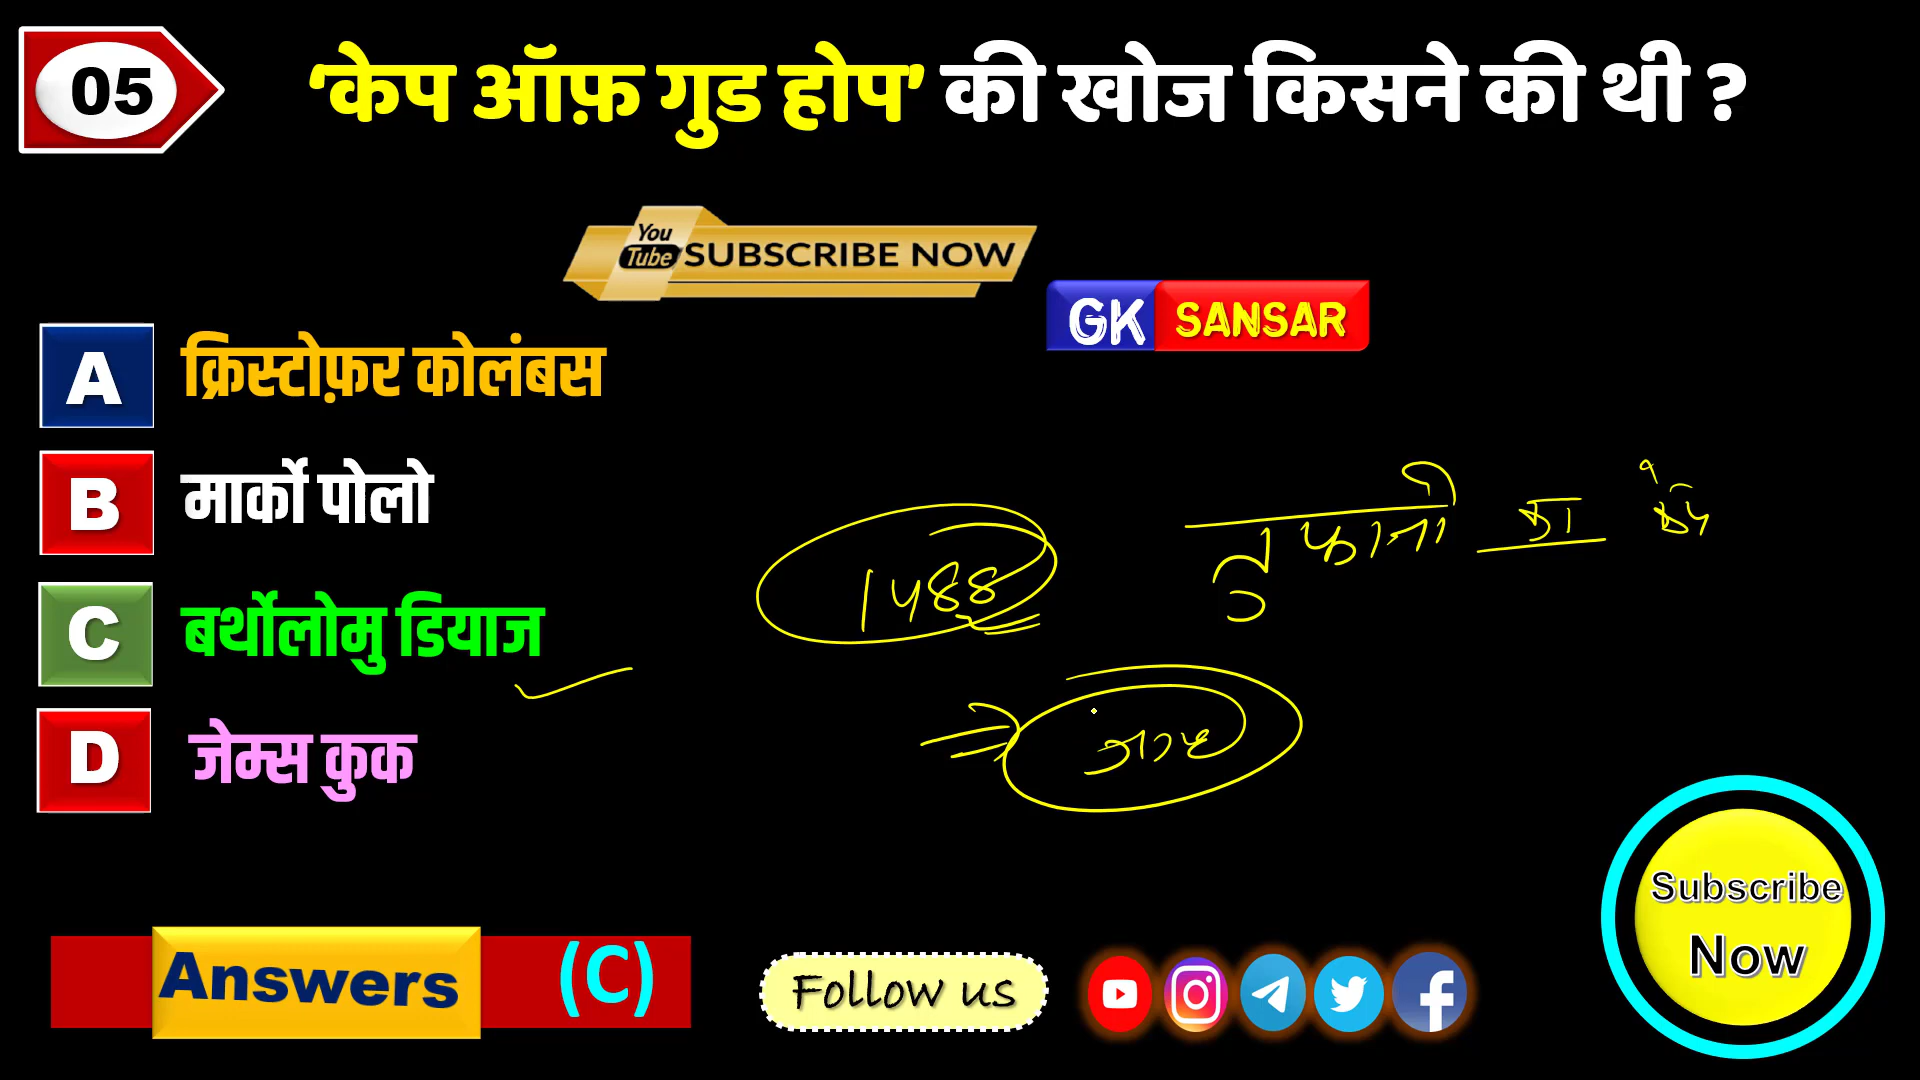 05
‘केप ऑफ़ गुड होप’ की खोज किसने की थी ?
You
Tube SUBSCRIBE NOW
GK SANSAR
A क्रिस्टोफ़र कोलंबस
B मार्को पोलो
1488
तूफानो का
C बर्थोलोमु डियाज
D जेम्स कुक
Answers (C)
Follow us
Subscribe
Now